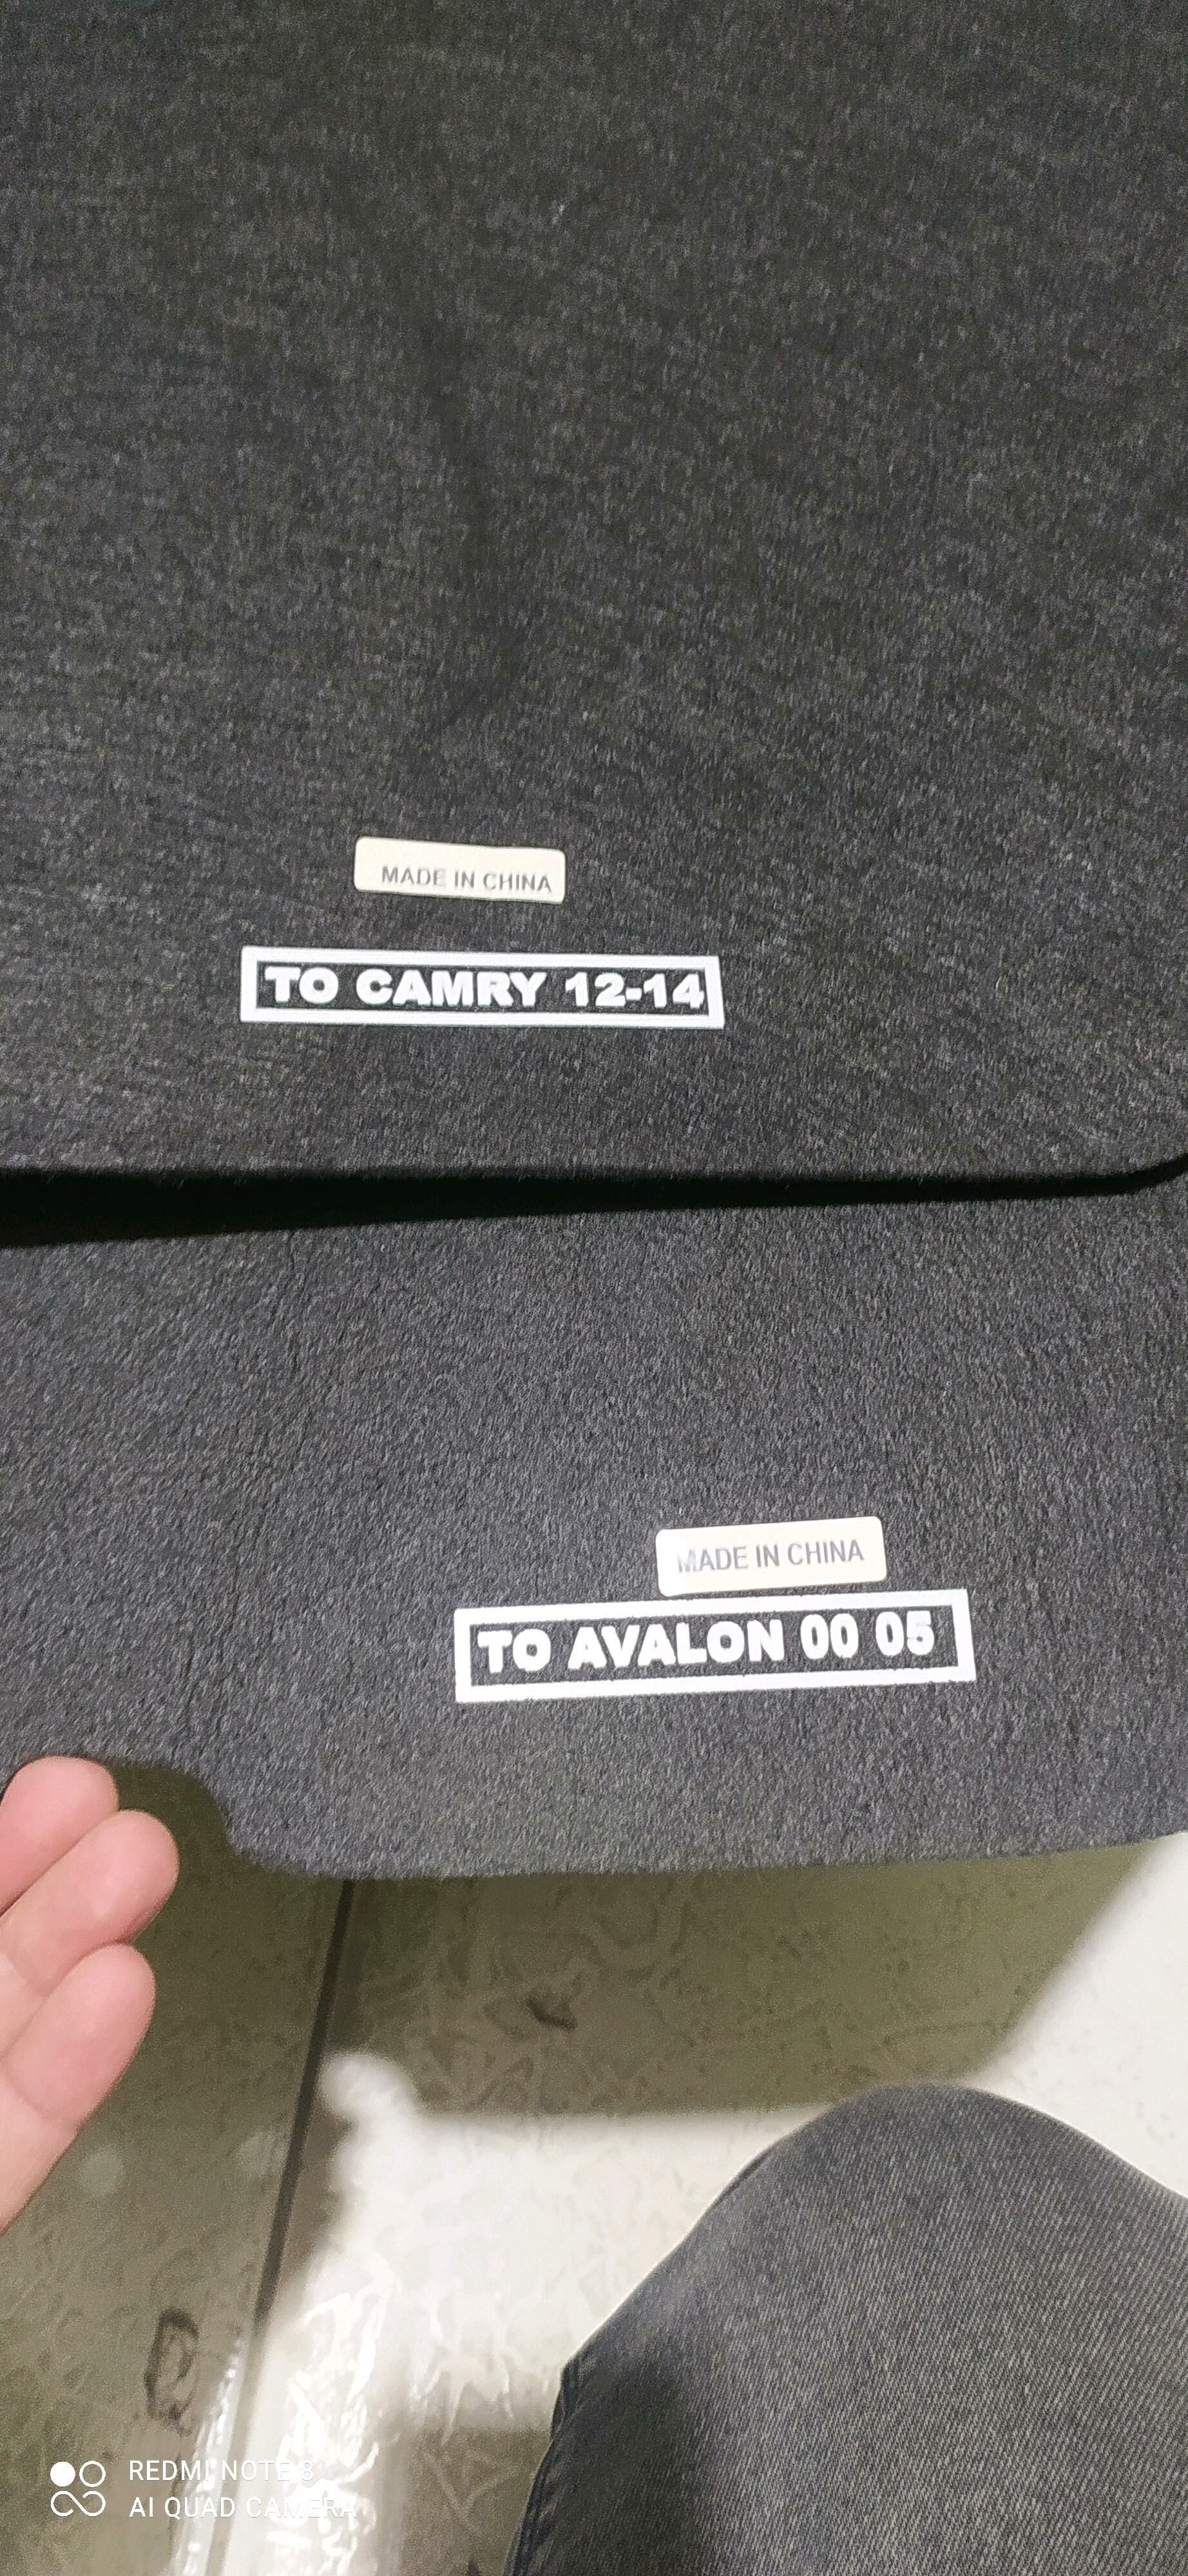 MADE IN CHINA
TO CAMRY 12-14
MADE IN CHINA
TO AVALON 00 05
REDMI NOTE 8
AI QUAD CAMERA